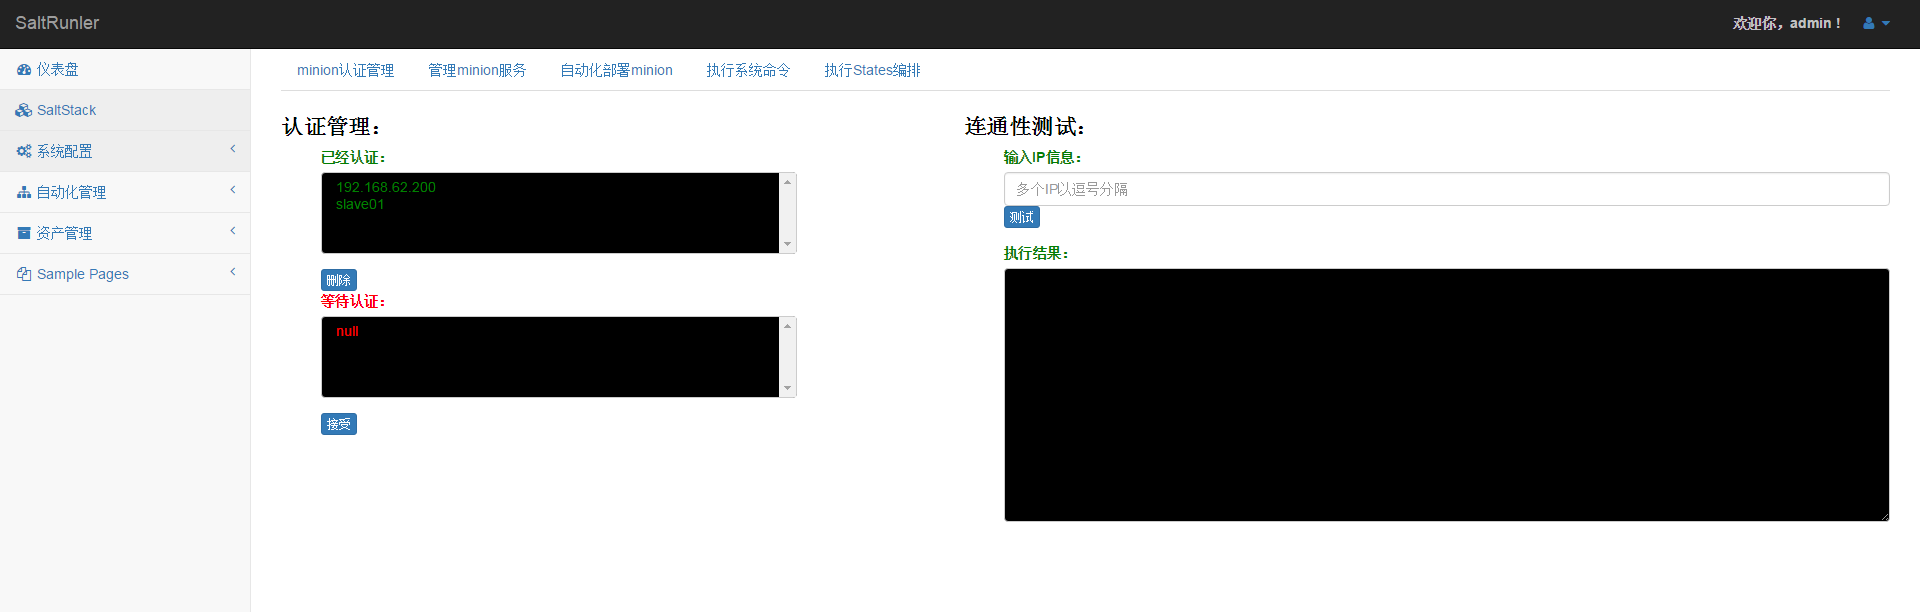 SaltRunler
欢迎你，admin！
仪表盘
SaltStack
系统配置
自动化管理
资产管理
Sample Pages
minion认证管理 管理minion服务 自动化部署minion 执行系统命令 执行States编排
认证管理：
已经认证：
192.168.62.200
slave01
删除
等待认证：
null
接受
连通性测试：
输入IP信息：
多个IP以逗号分隔
测试
执行结果：